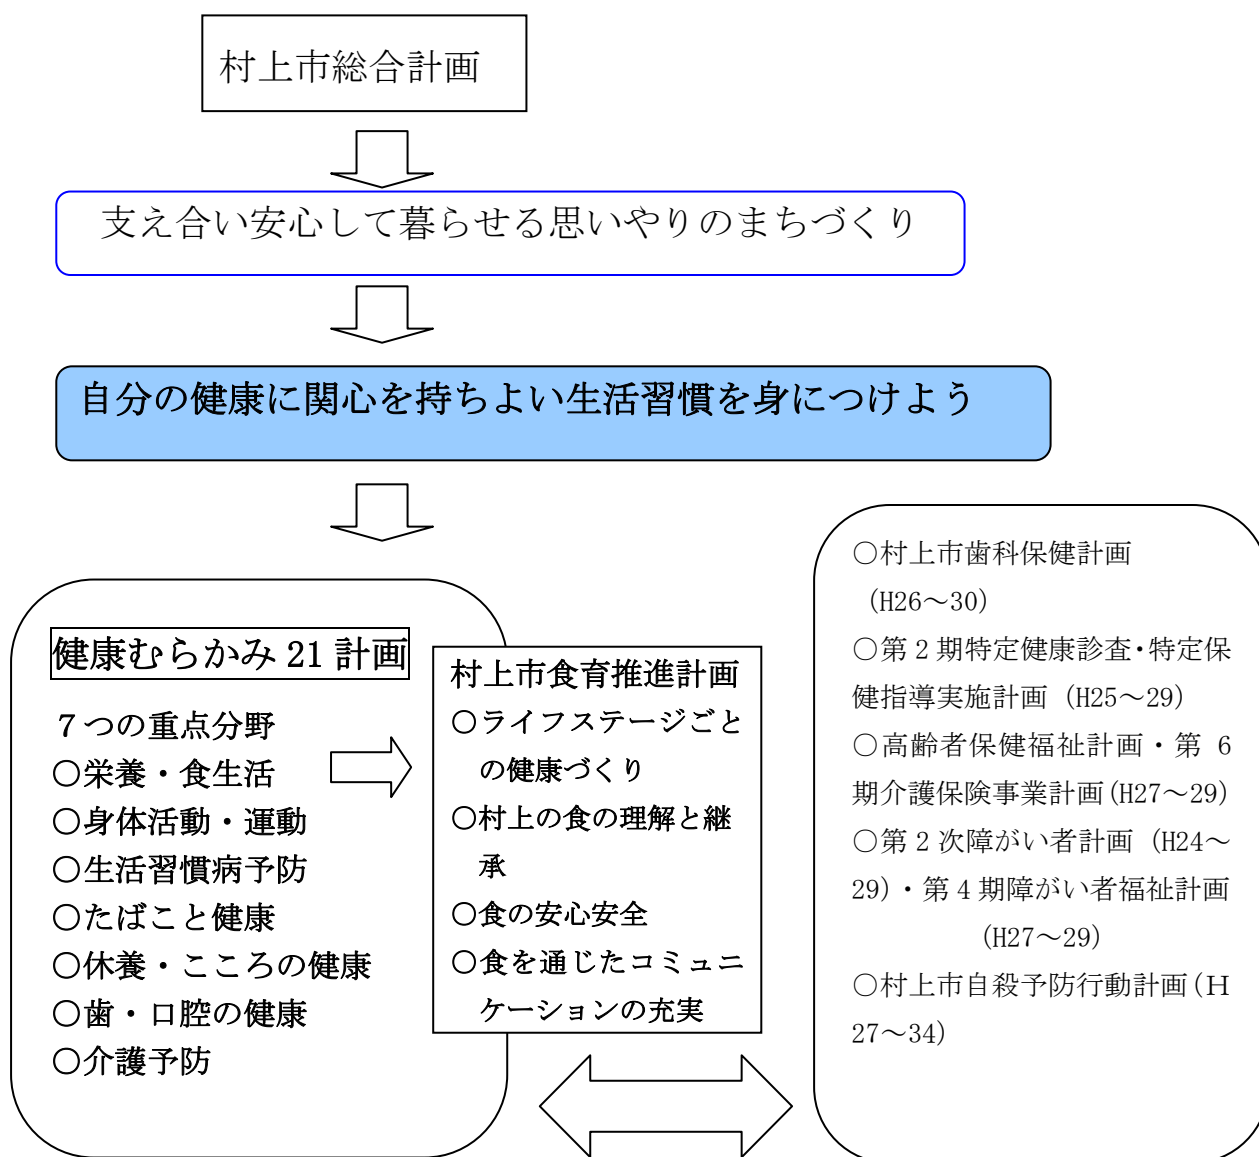 村上市総合計画
支え合い安心して暮らせる思いやりのまちづくり
自分の健康に関心を持ちよい生活習慣を身につけよう
健康むらかみ 21 計画
７つの重点分野
○栄養・食生活
○身体活動・運動
○生活習慣病予防
○たばこと健康
○休養・こころの健康
○歯・口腔の健康
○介護予防
村上市食育推進計画
○ライフステージごと
の健康づくり
○村上の食の理解と継
承
○食の安心安全
○食を通じたコミュニ
ケーションの充実
○村上市歯科保健計画
(H26～30)
○第 2 期特定健康診査・特定保
健指導実施計画 (H25～29)
○高齢者保健福祉計画・第 6
期介護保険事業計画(H27～29)
○第 2 次障がい者計画 (H24～
29)・第 4 期障がい者福祉計画
(H27～29)
○村上市自殺予防行動計画(Ｈ
27～34)